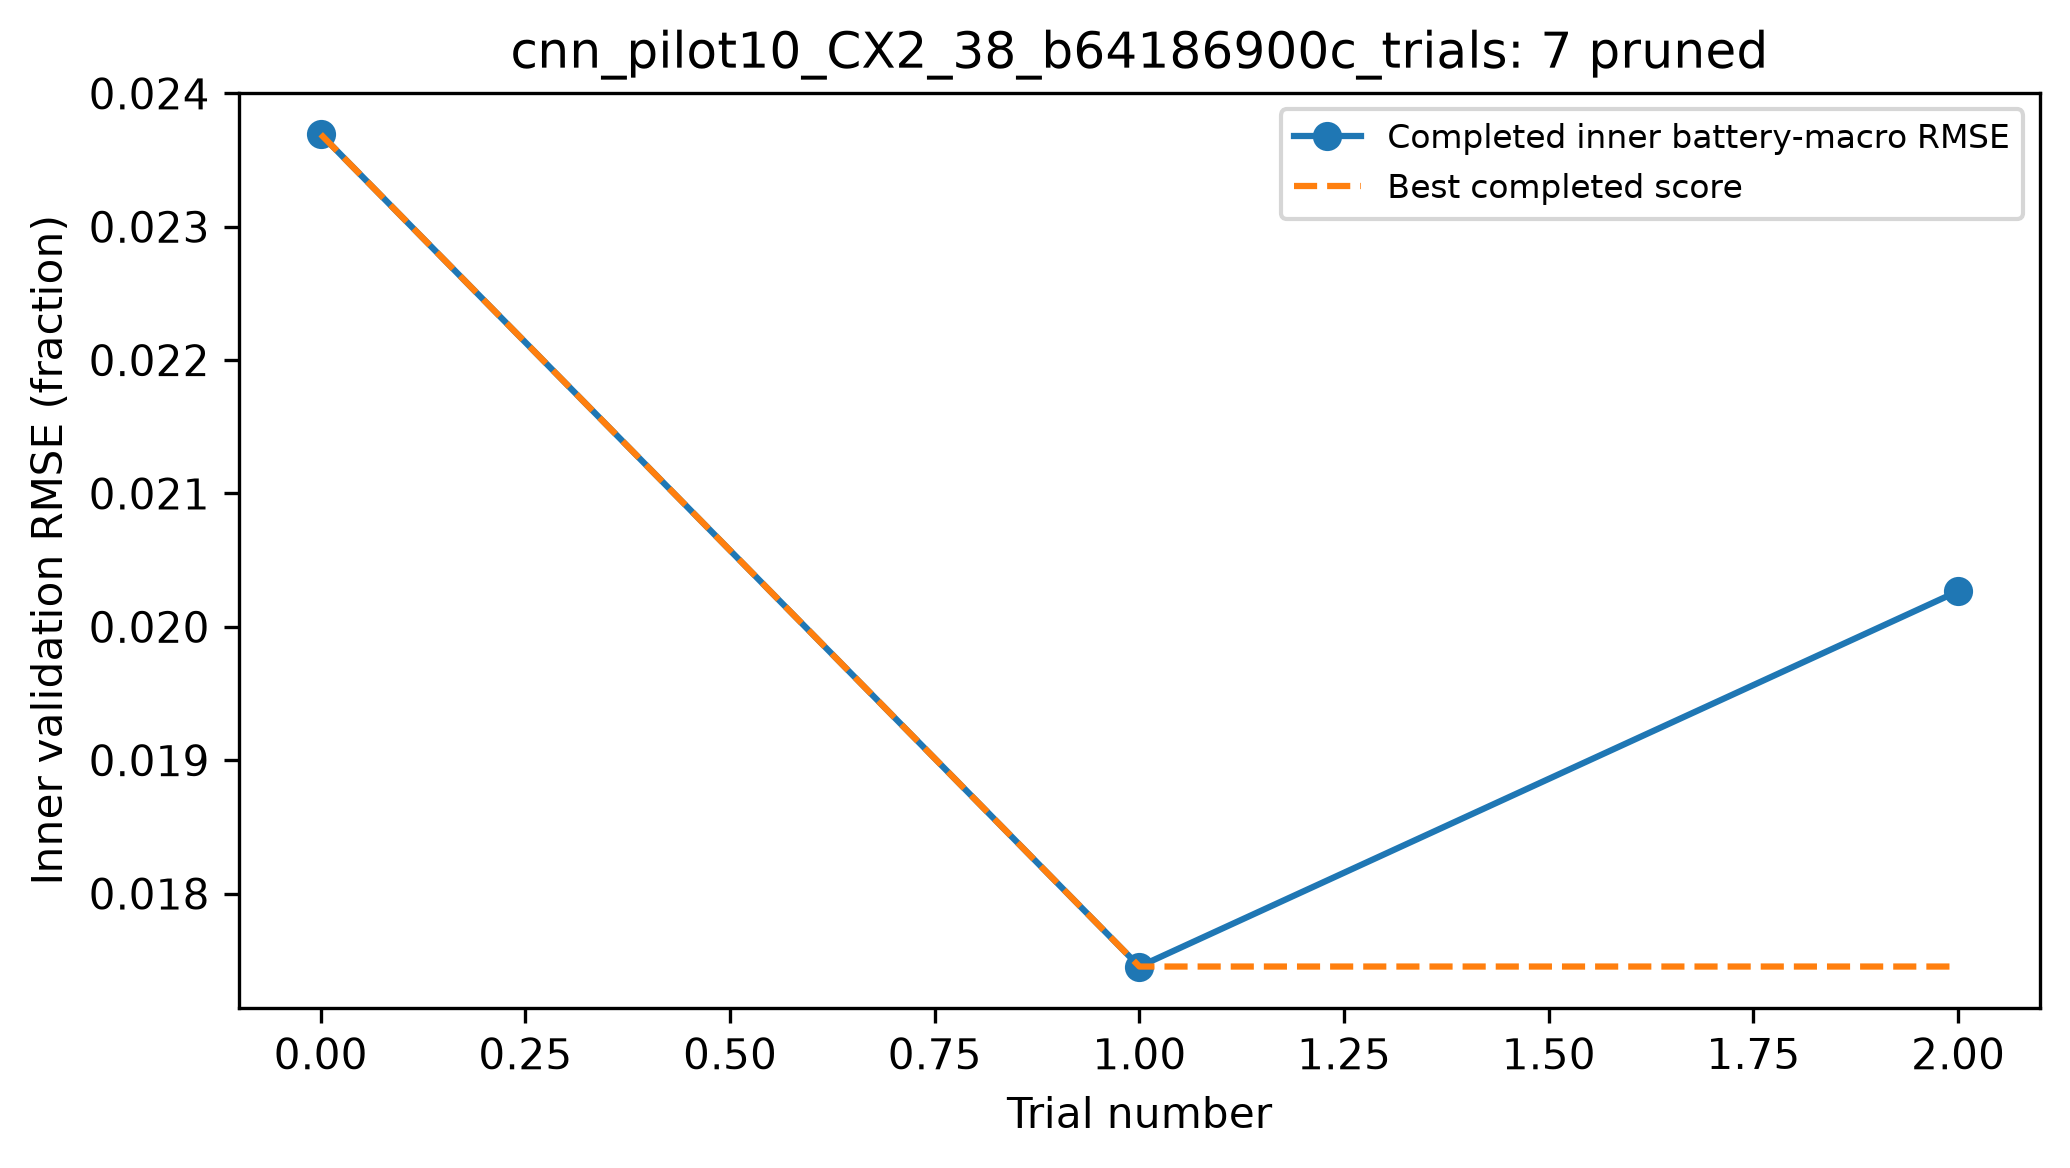 cnn_pilot10_CX2_38_b64186900c_trials: 7 pruned
Completed inner battery-macro RMSE
Best completed score
Inner validation RMSE (fraction)
0.024
0.023
0.022
0.021
0.020
0.019
0.018
0.00 0.25 0.50 0.75 1.00 1.25 1.50 1.75 2.00
Trial number